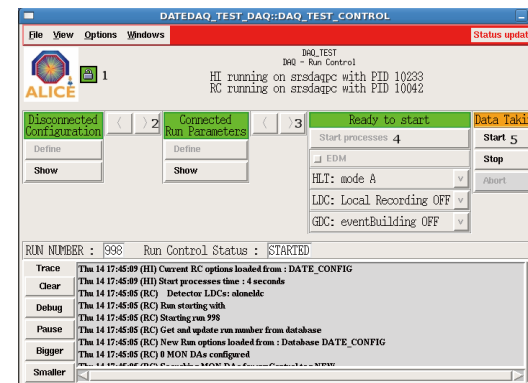 DATEDAQ_TEST_DAQ::DAQ_TEST_CONTROL
File View Options Windows
Status updat
ALICE
1
DAQ_TEST
DAQ - Run Control
HI running on srsdaqpc with PID 10233
RC running on srsdaqpc with PID 10042
Disconnected
Configuration
Define
Show
2
Connected
Run Parameters
Define
Show
3
Ready to start
Start processes 4
EDM
HLT: mode A
LDC: Local Recording OFF
GDC: eventBuilding OFF
Data Taki
Start 5
Stop
Abort
RUN NUMBER : 998 Run Control Status : STARTED
Trace
Clear
Debug
Pause
Bigger
Smaller
Thu 14 17:45:09 (HI) Current RC options loaded from : DATE_CONFIG
Thu 14 17:45:09 (HI) Start processes time : 4 seconds
Thu 14 17:45:05 (RC) Detector LDCs: aloneldc
Thu 14 17:45:05 (RC) Run starting with
Thu 14 17:45:05 (RC) Starting run 998
Thu 14 17:45:05 (RC) Get and update run number from database
Thu 14 17:45:05 (RC) New Run options loaded from : Database DATE_CONFIG
Thu 14 17:45:05 (RC) 0 MON DAs configured